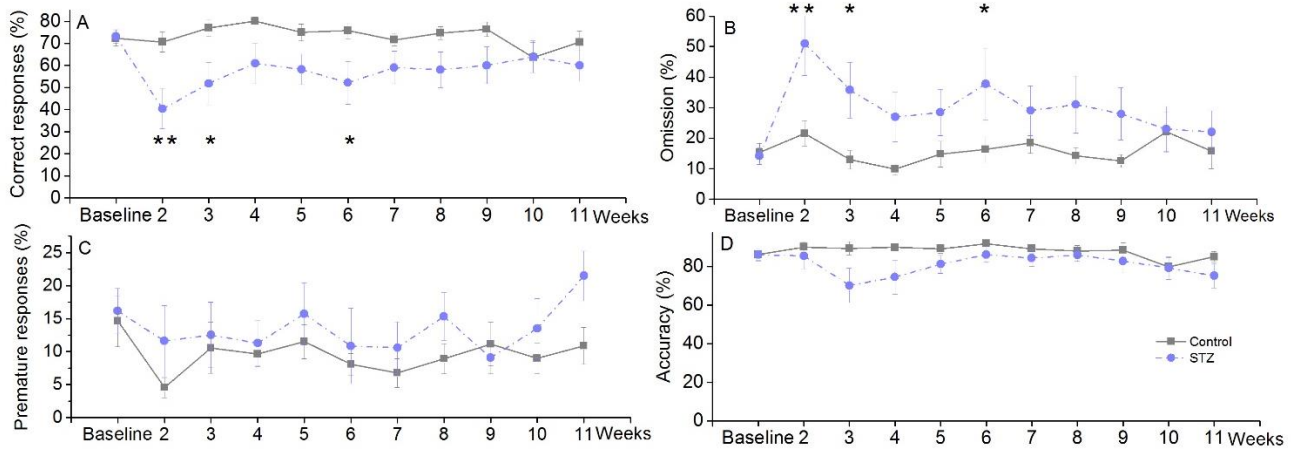 A
Correct responses (%)
80
70
60
50
40
30
20
10
0
** * *
Baseline 2 3 4 5 6 7 8 9 10 11 Weeks
** * *
B
Omission (%)
60
50
40
30
20
10
0
Baseline 2 3 4 5 6 7 8 9 10 11 Weeks
C
Premature responses (%)
25
20
15
10
5
0
Baseline 2 3 4 5 6 7 8 9 10 11 Weeks
D
Accuracy (%)
80
60
40
20
0
Control
STZ
Baseline 2 3 4 5 6 7 8 9 10 11 Weeks